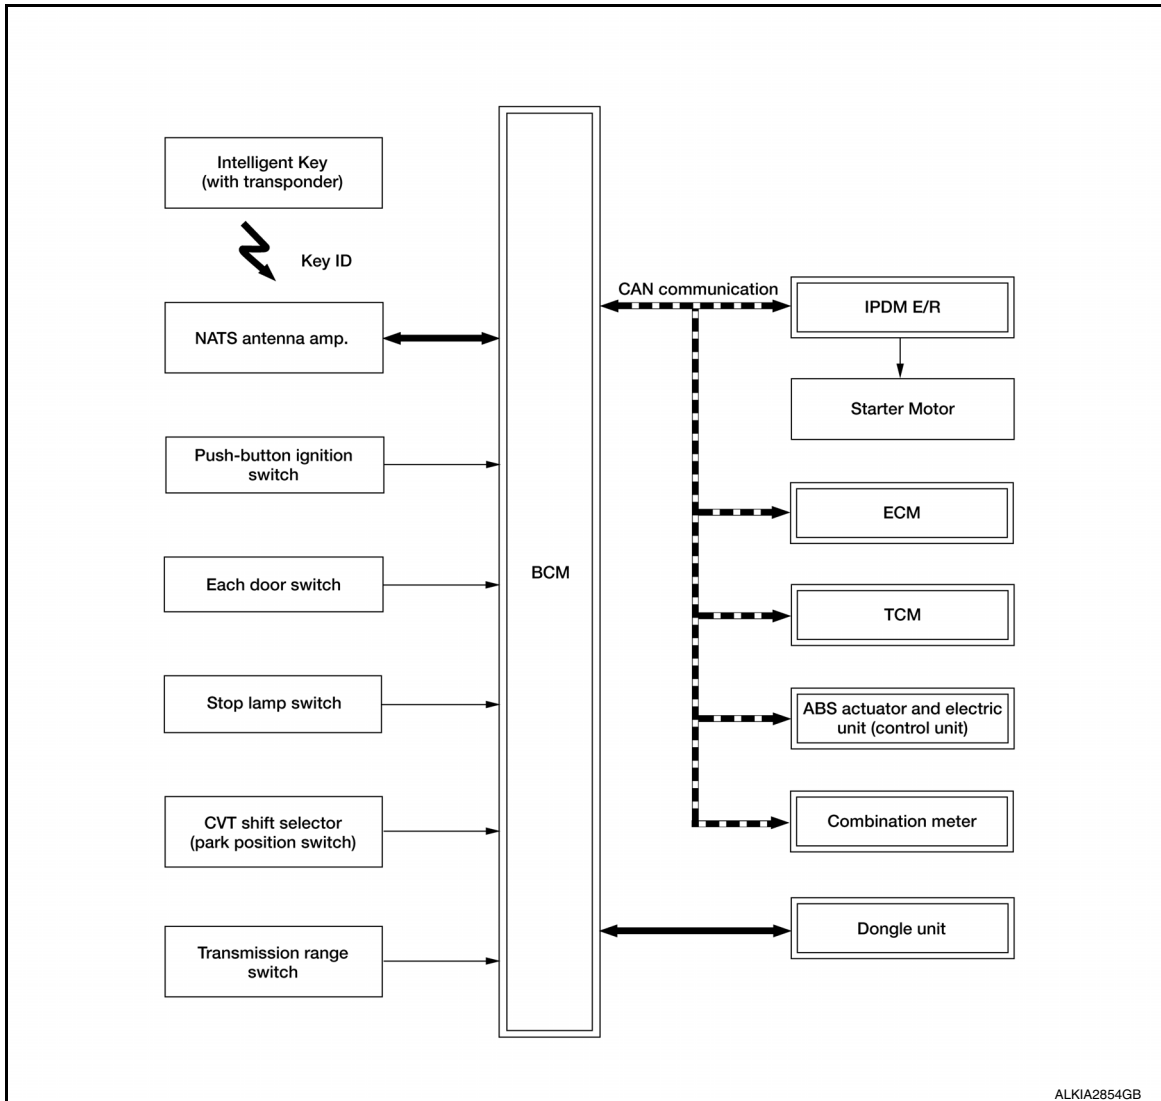 Intelligent Key
(with transponder)
Key ID
NATS antenna amp.
Push-button ignition
switch
Each door switch
Stop lamp switch
CVT shift selector
(park position switch)
Transmission range
switch
BCM
CAN communication
IPDM E/R
Starter Motor
ECM
TCM
ABS actuator and electric
unit (control unit)
Combination meter
Dongle unit
ALKIA2854GB